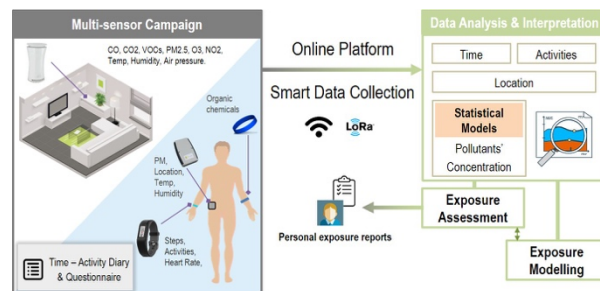 Multi-sensor Campaign
CO, CO2, VOCs, PM2.5, O3, NO2,
Temp, Humidity, Air pressure.
Organic
chemicals
PM,
Location,
Temp,
Humidity
Steps,
Activities,
Heart Rate,
Time – Activity Diary
& Questionnaire
Online Platform
Smart Data Collection
LoRa
Personal exposure reports
Data Analysis & Interpretation
Time
Activities
Location
Statistical
Models
Pollutants'
Concentration
Exposure
Assessment
Exposure
Modelling